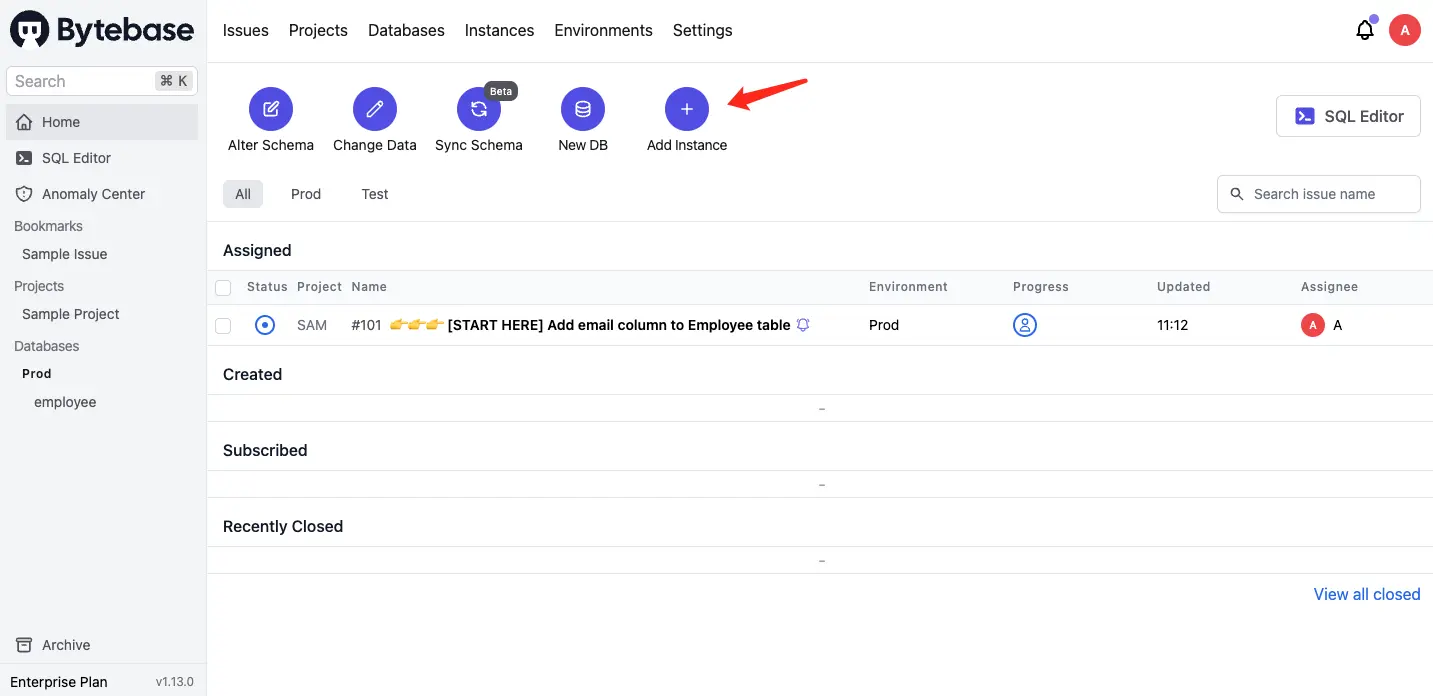 Bytebase
Issues Projects Databases Instances Environments Settings
A
Search ⌘ K
Home
SQL Editor
Anomaly Center
Bookmarks
Sample Issue
Projects
Sample Project
Databases
Prod
employee
Archive
Enterprise Plan v1.13.0
Beta
Alter Schema Change Data Sync Schema New DB Add Instance
SQL Editor
All Prod Test
Search issue name
Assigned
Status Project Name Environment Progress Updated Assignee
SAM #101 👉👉👉 [START HERE] Add email column to Employee table Prod 11:12 A A
Created
–
Subscribed
–
Recently Closed
–
View all closed